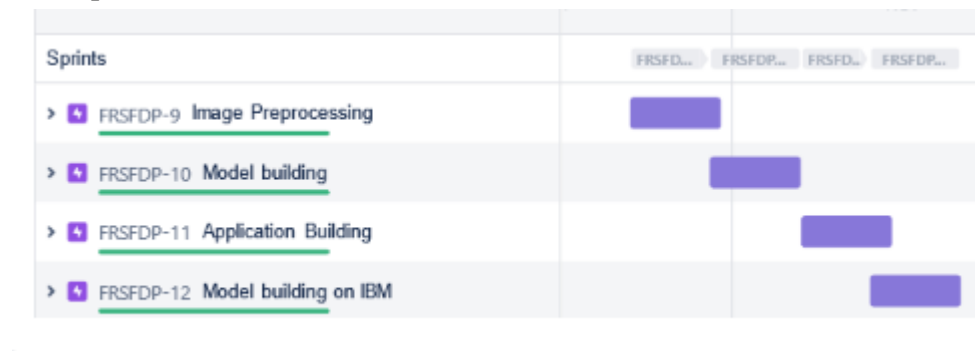 Sprints FRSFD... FRSFDP... FRSFD... FRSFDP...
FRSFDP-9 Image Preprocessing
FRSFDP-10 Model building
FRSFDP-11 Application Building
FRSFDP-12 Model building on IBM